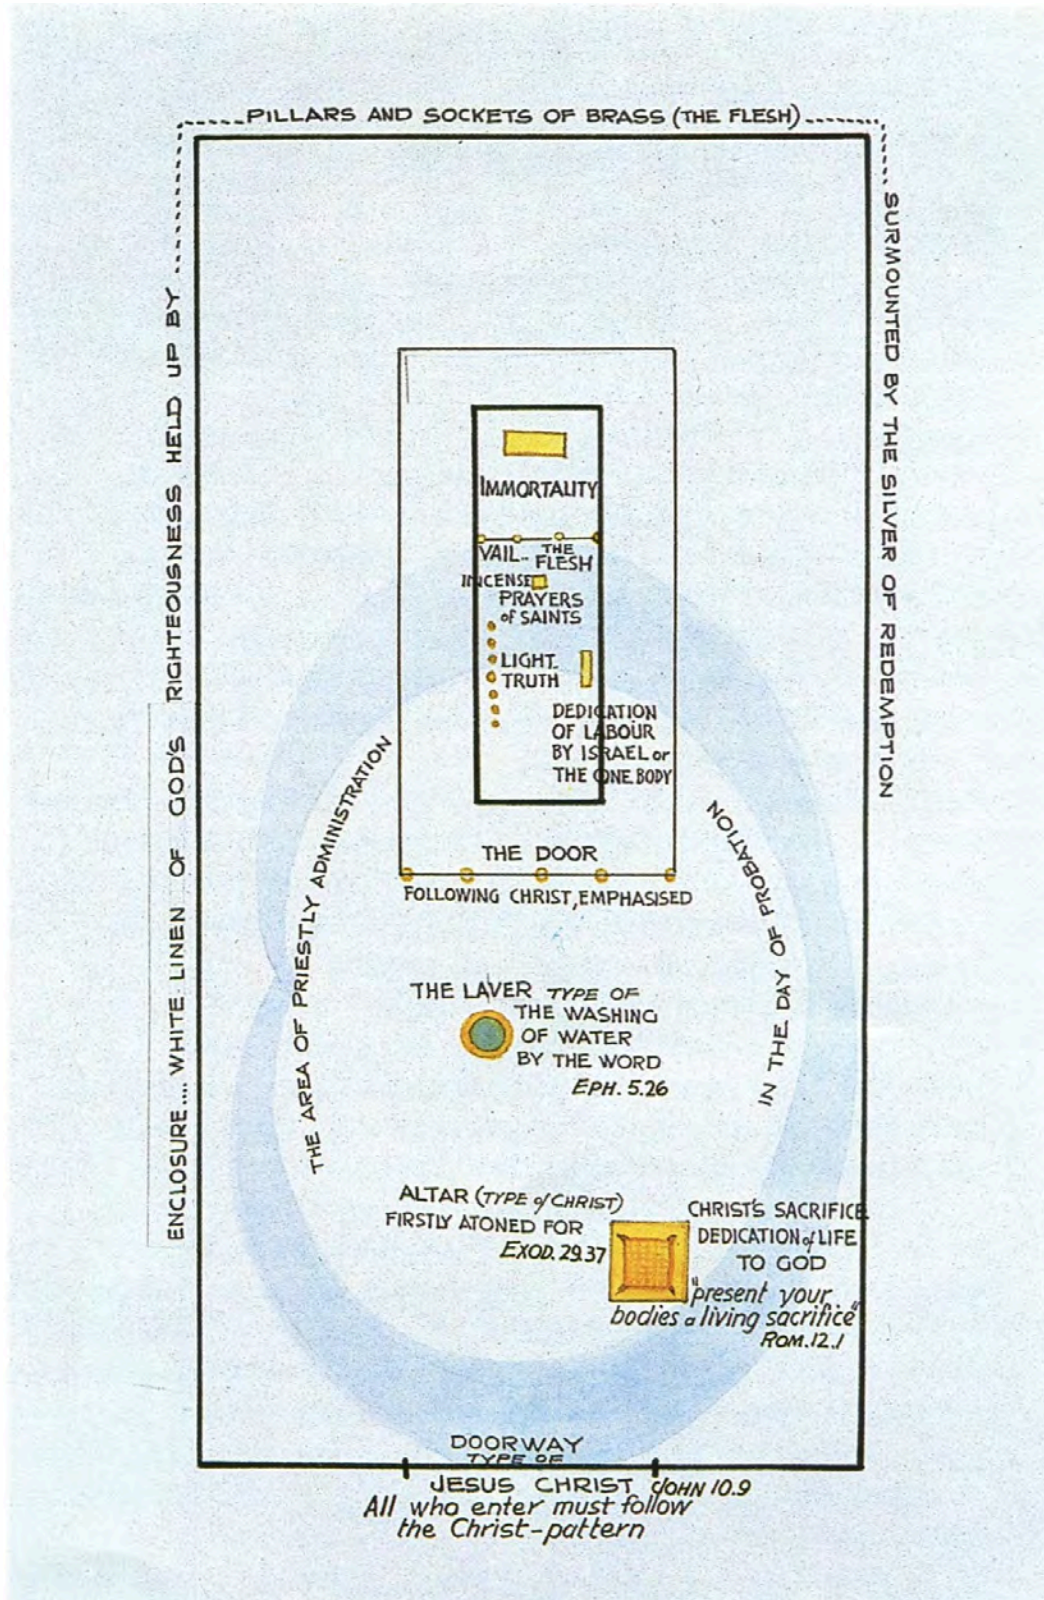 PILLARS AND SOCKETS OF BRASS (THE FLESH)
ENCLOSURE.... WHITE LINEN OF GOD'S RIGHTEOUSNESS HELD UP BY
SURMOUNTED BY THE SILVER OF REDEMPTION
IMMORTALITY
VAIL-- THE FLESH
INCENSE
PRAYERS
of SAINTS
LIGHT-
TRUTH
DEDICATION
OF LABOUR
BY ISRAEL or
THE ONE BODY
THE AREA OF PRIESTLY ADMINISTRATION
IN THE DAY OF PROBATION
THE DOOR
FOLLOWING CHRIST, EMPHASISED
THE LAVER TYPE OF
THE WASHING
OF WATER
BY THE WORD
EPH. 5.26
ALTAR (TYPE of CHRIST)
FIRSTLY ATONED FOR
EXOD. 29.37
CHRIST'S SACRIFICE
DEDICATION of LIFE
TO GOD
"present your
bodies a living sacrifice"
ROM. 12.1
DOORWAY
TYPE OF
JESUS CHRIST JOHN 10.9
All who enter must follow
the Christ-pattern